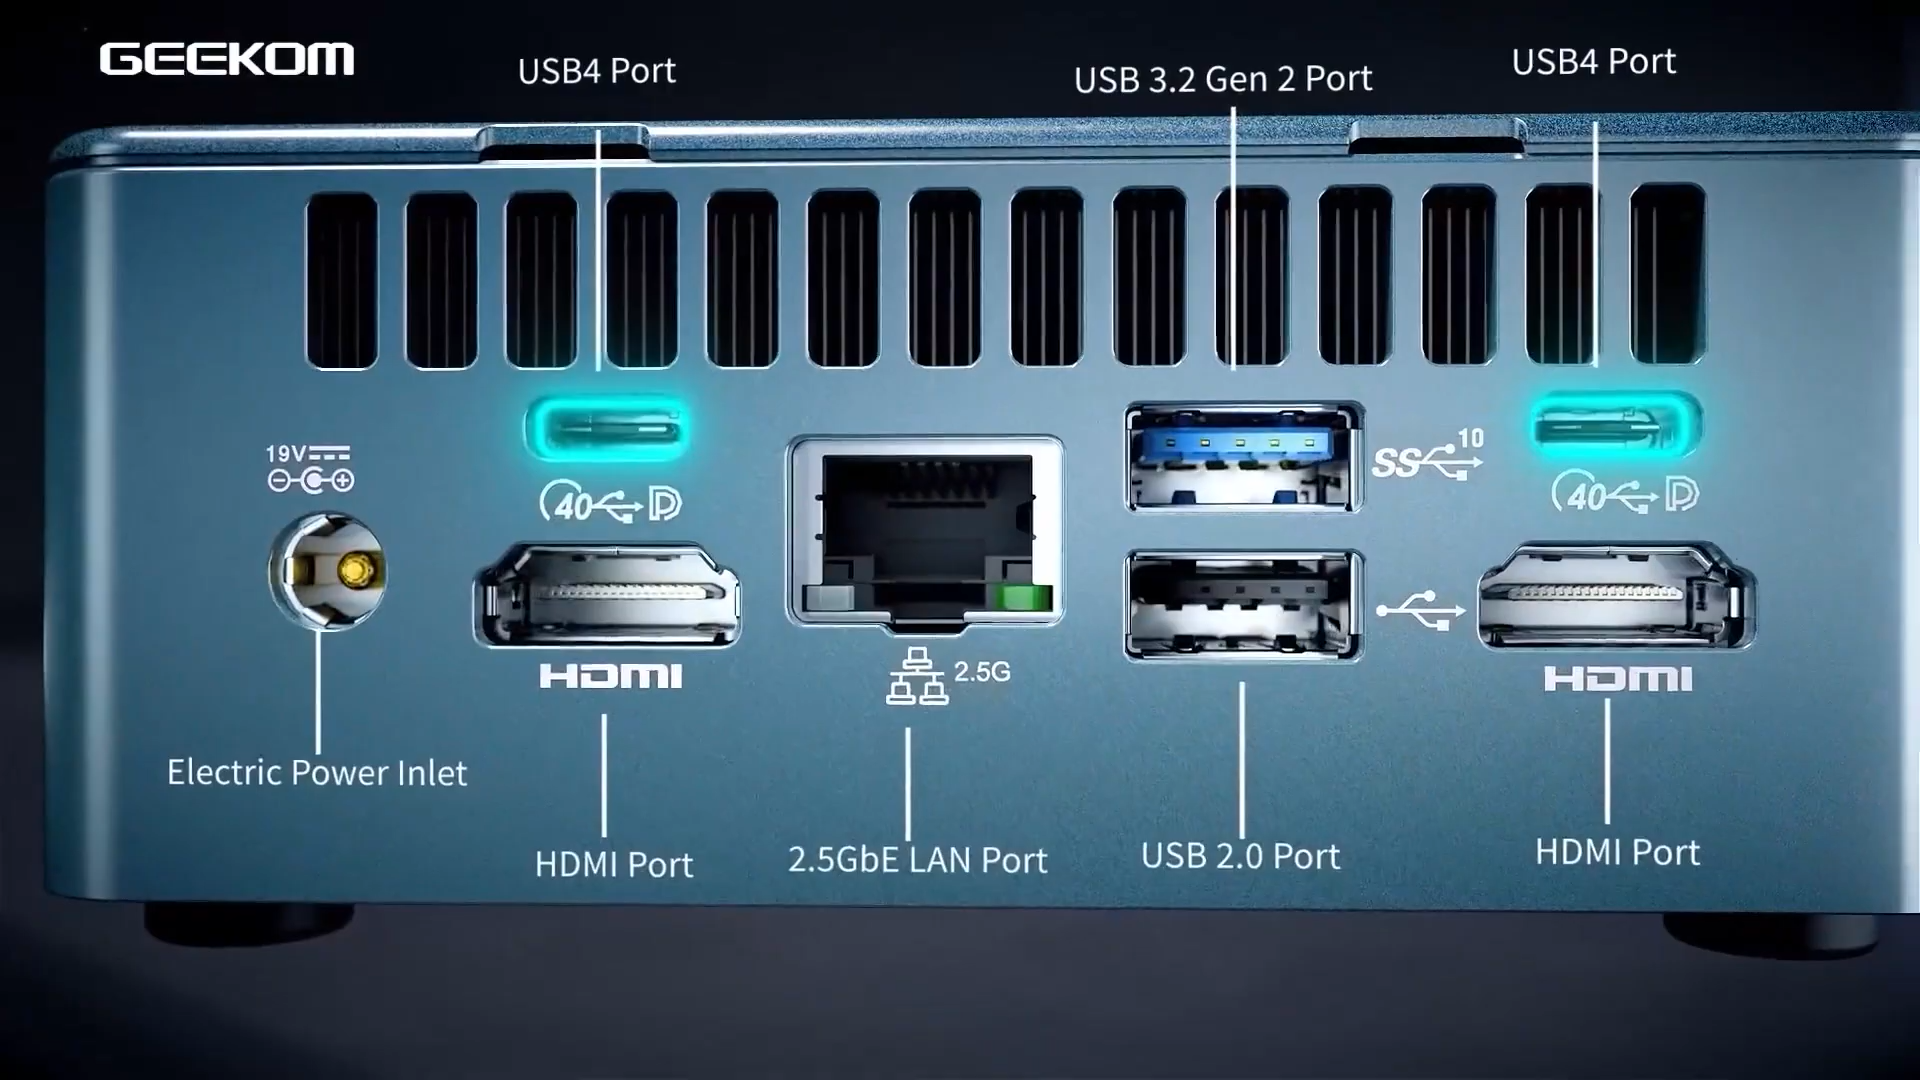 GEEKOM
USB4 Port
USB 3.2 Gen 2 Port
USB4 Port
19V
40
SS 10
40
HDMI
2.5G
HDMI
Electric Power Inlet
HDMI Port
2.5GbE LAN Port
USB 2.0 Port
HDMI Port